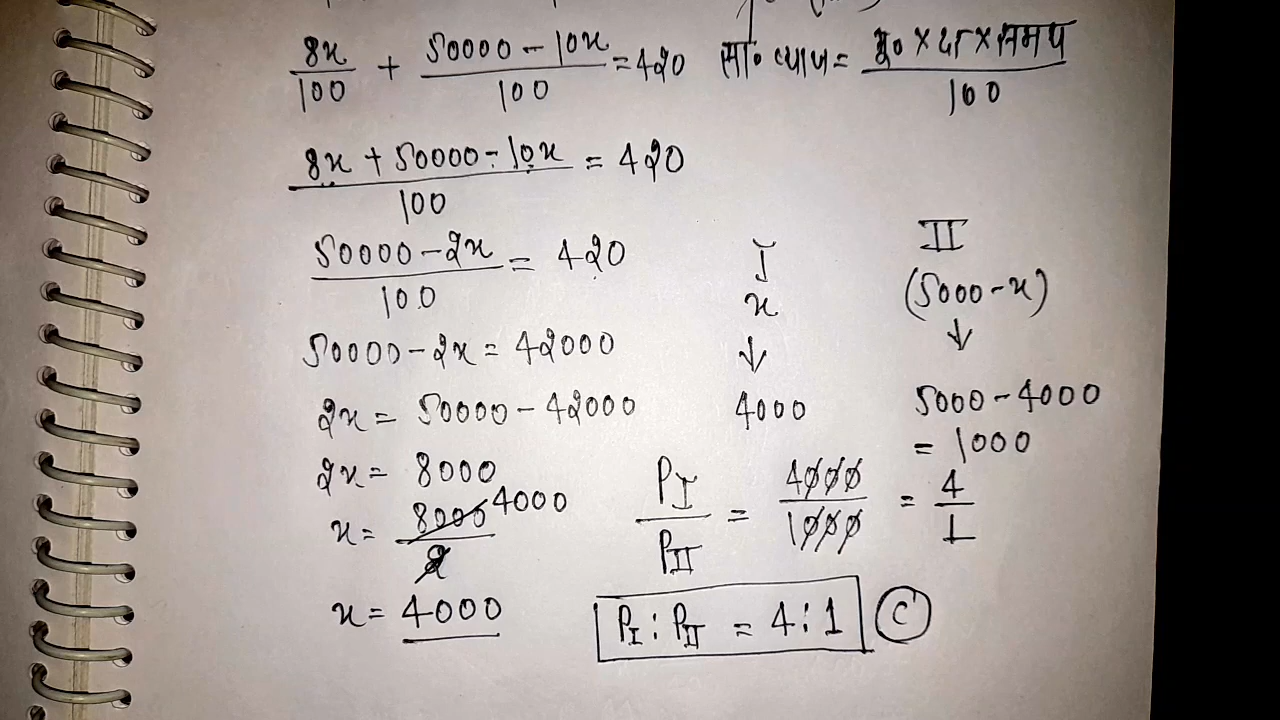 8x/100 + 50000-10x/100 = 420 सा० ब्याज = मू० × दर × समय/100
8x + 50000-10x/100 = 420
50000-2x/100 = 420
I II
x (5000-x)
50000-2x = 42000 ↓ ↓
2x = 50000-42000 4000 5000-4000
= 1000
2x = 8000
x = 8000/2 4000 PI/PII = 4000/1000 = 4/1
x = 4000 PI : PII = 4:1 (C)